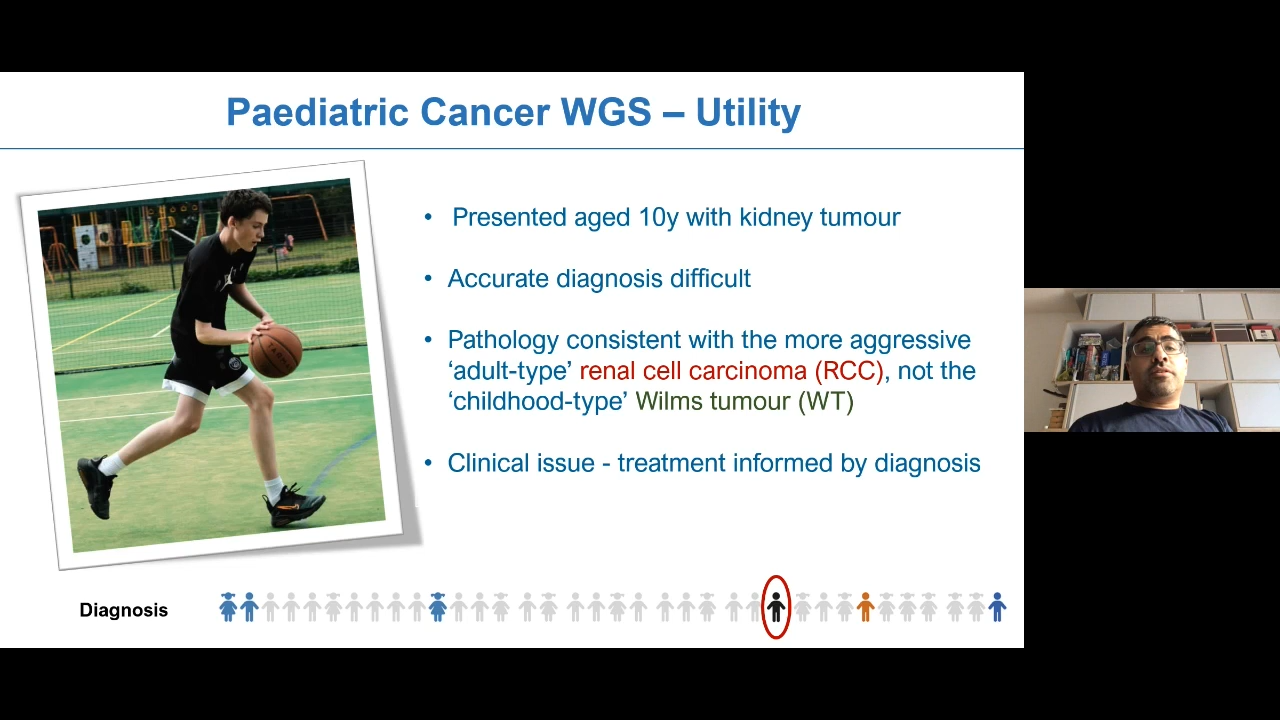 Paediatric Cancer WGS – Utility
• Presented aged 10y with kidney tumour
• Accurate diagnosis difficult
• Pathology consistent with the more aggressive
‘adult-type’ renal cell carcinoma (RCC), not the
‘childhood-type’ Wilms tumour (WT)
• Clinical issue - treatment informed by diagnosis
Diagnosis